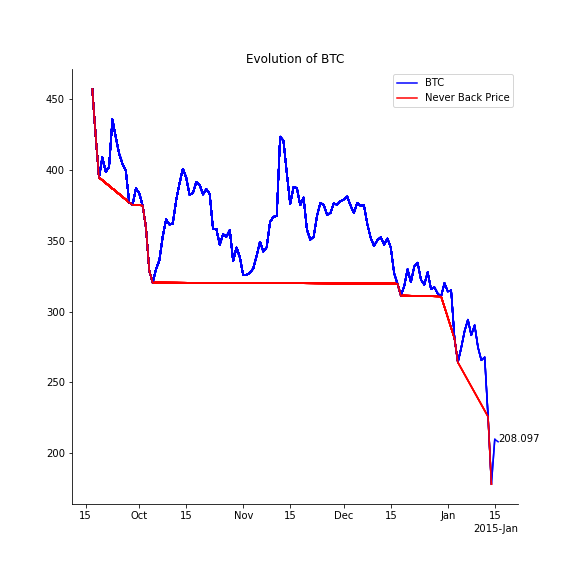 Evolution of BTC
BTC
Never Back Price
450
400
350
300
250
200
208.097
15 Oct 15 Nov 15 Dec 15 Jan 15
2015-Jan